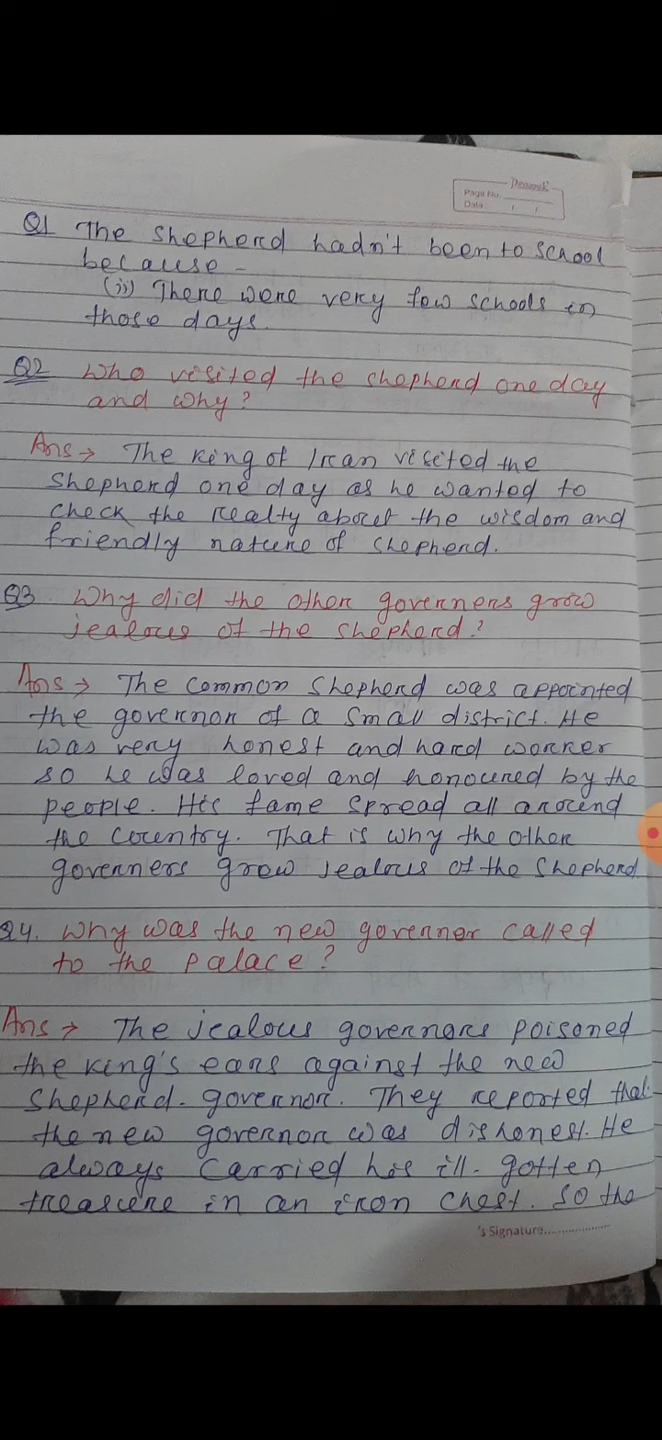 Peacock
Page No.
Date / /
Q1 The shepherd hadn't been to school
because -
(ii) There were very few schools in
those days.
Q2 Who visited the shepherd one day
and why?
Ans → The king of Iran visited the
shepherd one day as he wanted to
check the realty about the wisdom and
friendly nature of shepherd.
Q3 Why did the other governers grow
jealous of the shepherd?
Ans → The common shepherd was appointed
the governor of a small district. He
was very honest and hard worker
so he was loved and honoured by the
people. His fame spread all around
the country. That is why the other
governers grow jealous of the shepherd
Q4. Why was the new governor called
to the palace?
Ans → The jealous governors poisoned
the king's ears against the new
shepherd-governor. They reported that
the new governor was dishonest. He
always carried his ill-gotten
treasure in an iron chest. So the
's Signature...................